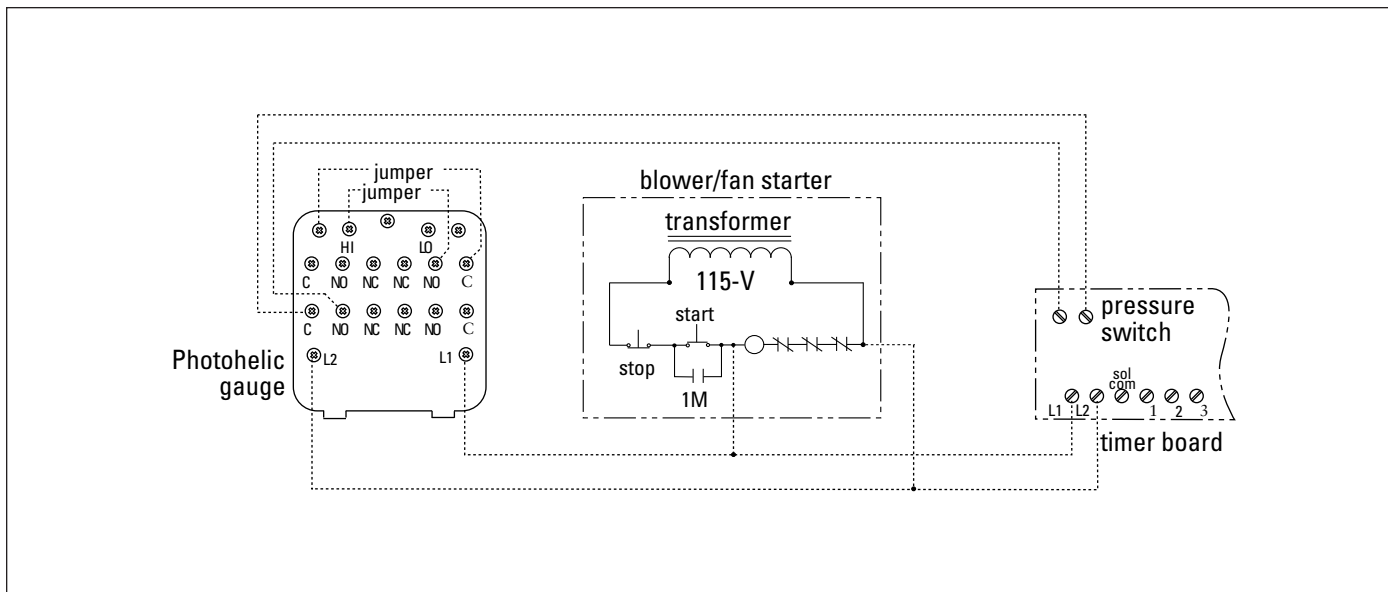 jumper
jumper
HI LO
C NO NC NC NO C
C NO NC NC NO C
L2 L1
Photohelic
gauge
blower/fan starter
transformer
115-V
start
stop
1M
pressure
switch
sol
com
L1 L2 1 2 3
timer board